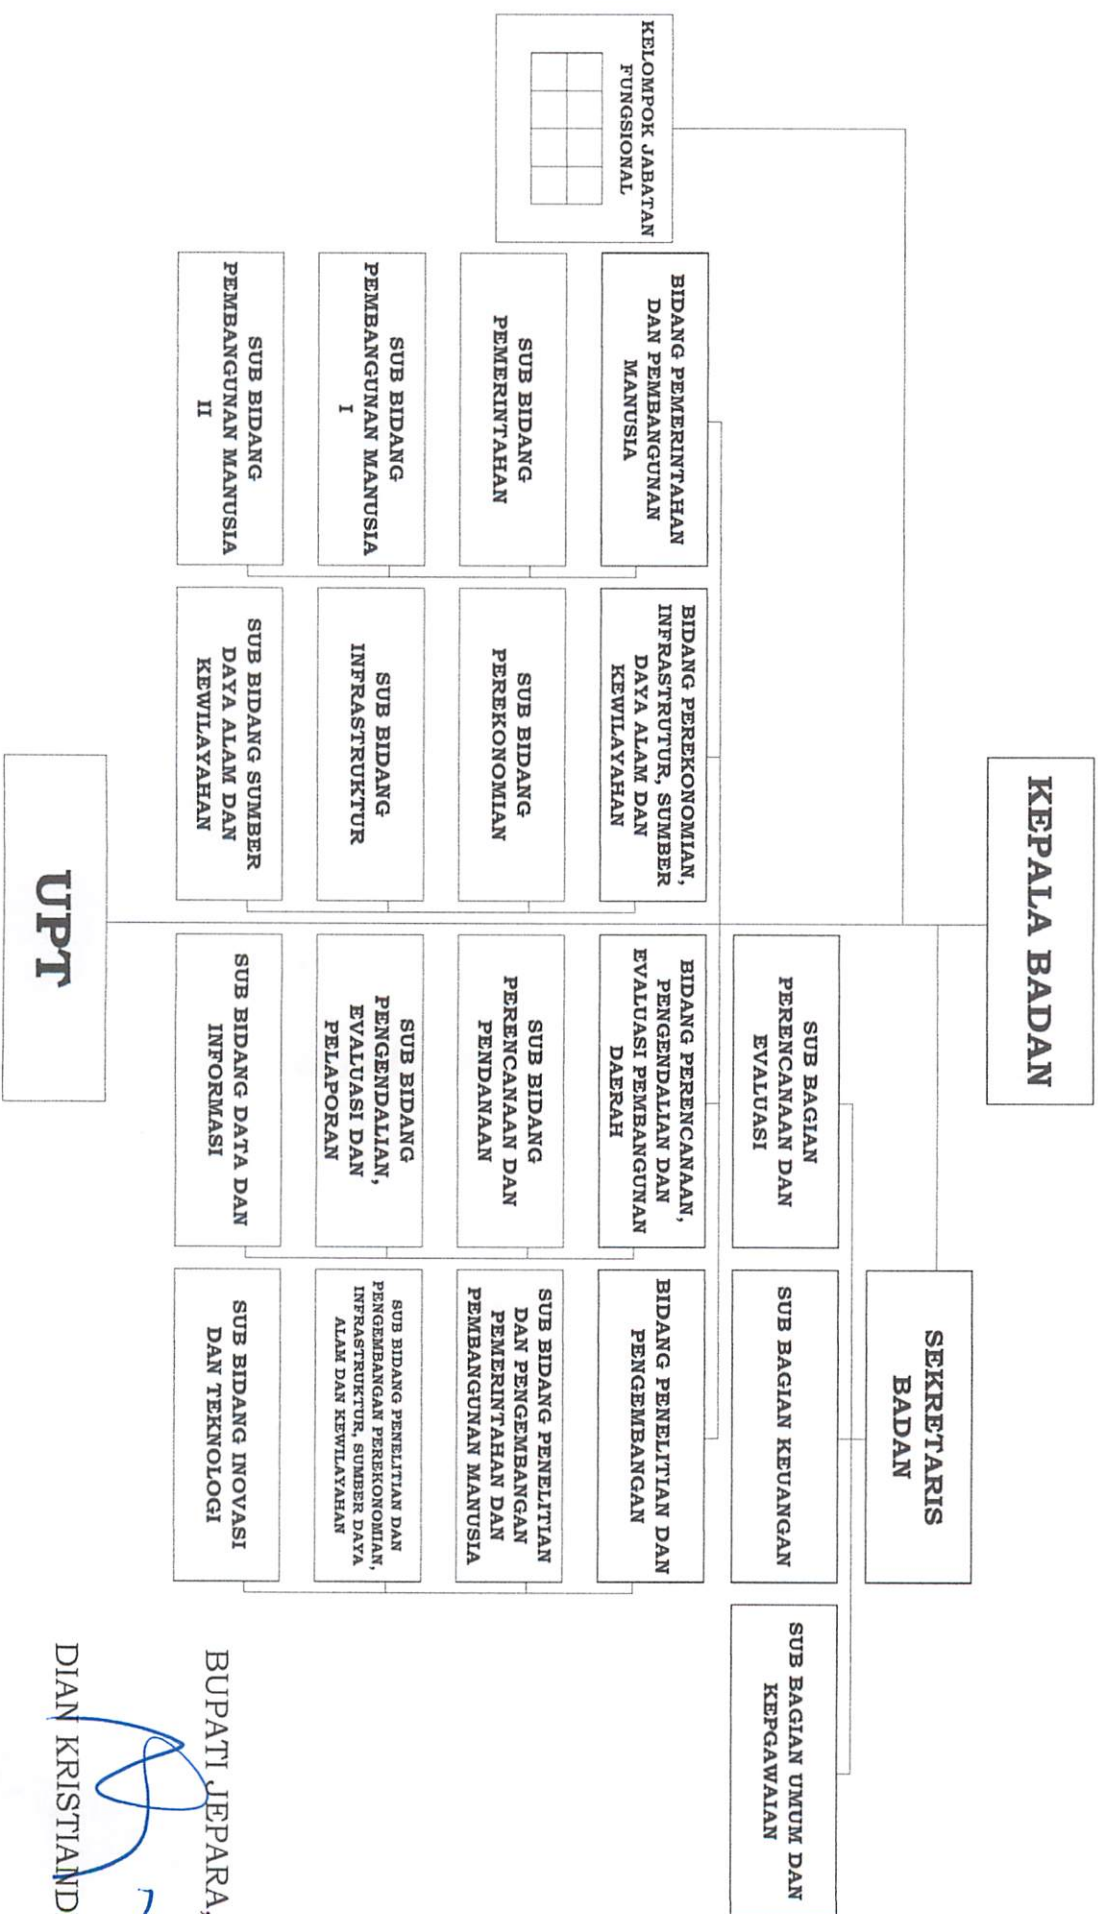 KEPALA BADAN
SEKRETARIS
BADAN
KELOMPOK JABATAN
FUNGSIONAL
SUB BAGIAN
PERENCANAAN DAN
EVALUASI
SUB BAGIAN KEUANGAN
SUB BAGIAN UMUM DAN
KEPGAWAIAN
BIDANG PEMERINTAHAN
DAN PEMBANGUNAN
MANUSIA
BIDANG PEREKONOMIAN,
INFRASTRUTUR, SUMBER
DAYA ALAM DAN
KEWILAYAHAN
BIDANG PERENCANAAN,
PENGENDALIAN DAN
EVALUASI PEMBANGUNAN
DAERAH
BIDANG PENELITIAN DAN
PENGEMBANGAN
SUB BIDANG
PEMERINTAHAN
SUB BIDANG
PEREKONOMIAN
SUB BIDANG
PERENCANAAN DAN
PENDANAAN
SUB BIDANG PENELITIAN
DAN PENGEMBANGAN
PEMERINTAHAN DAN
PEMBANGUNAN MANUSIA
SUB BIDANG
PEMBANGUNAN MANUSIA
I
SUB BIDANG
INFRASTRUKTUR
SUB BIDANG
PENGENDALIAN,
EVALUASI DAN
PELAPORAN
SUB BIDANG PENELITIAN DAN
PENGEMBANGAN PEREKONOMIAN,
INFRASTRUKTUR, SUMBER DAYA
ALAM DAN KEWILAYAHAN
SUB BIDANG
PEMBANGUNAN MANUSIA
II
SUB BIDANG SUMBER
DAYA ALAM DAN
KEWILAYAHAN
SUB BIDANG DATA DAN
INFORMASI
SUB BIDANG INOVASI
DAN TEKNOLOGI
UPT
BUPATI JEPARA,
DIAN KRISTIAND